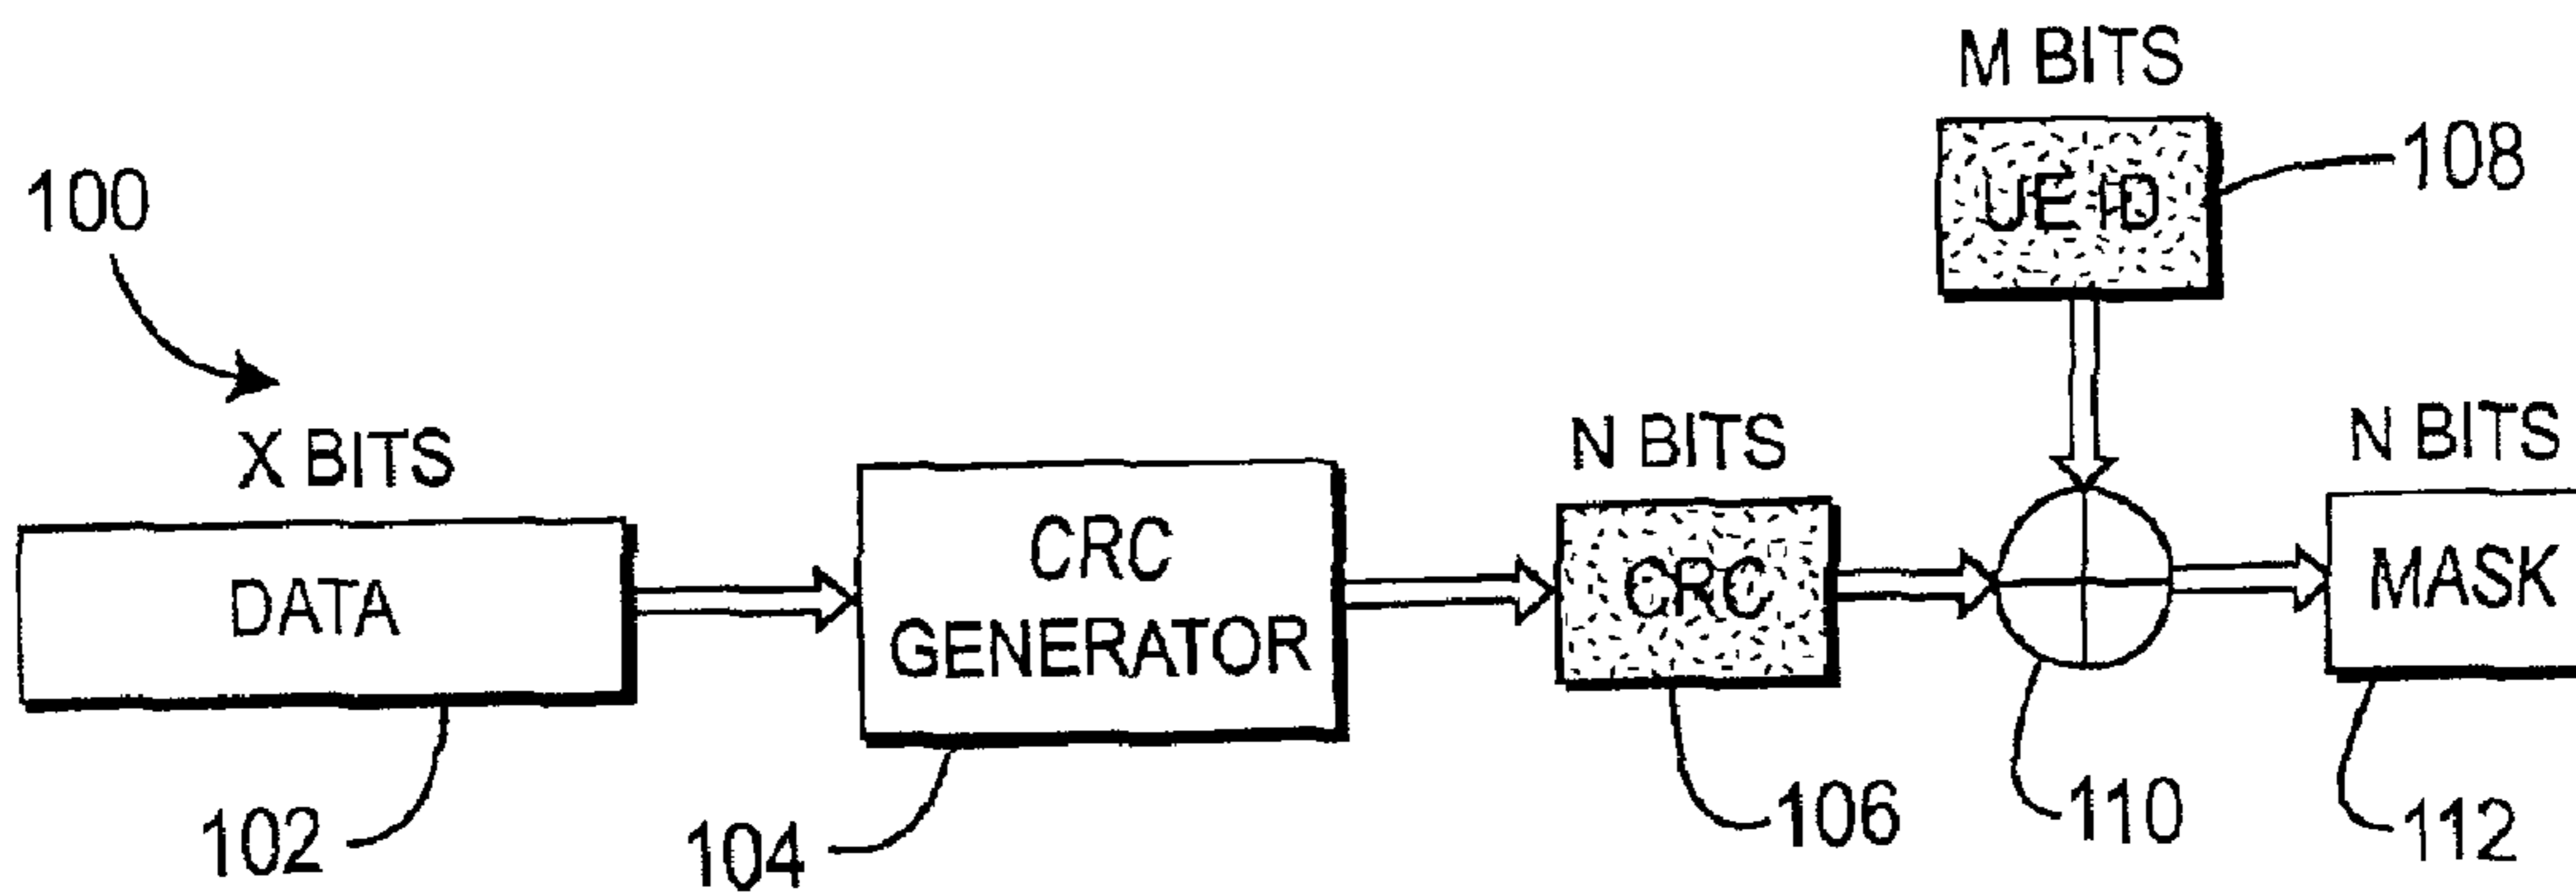 M BITS
UE ID
108
100
X BITS
DATA
CRC
GENERATOR
N BITS
CRC
N BITS
MASK
102
104
106
110
112